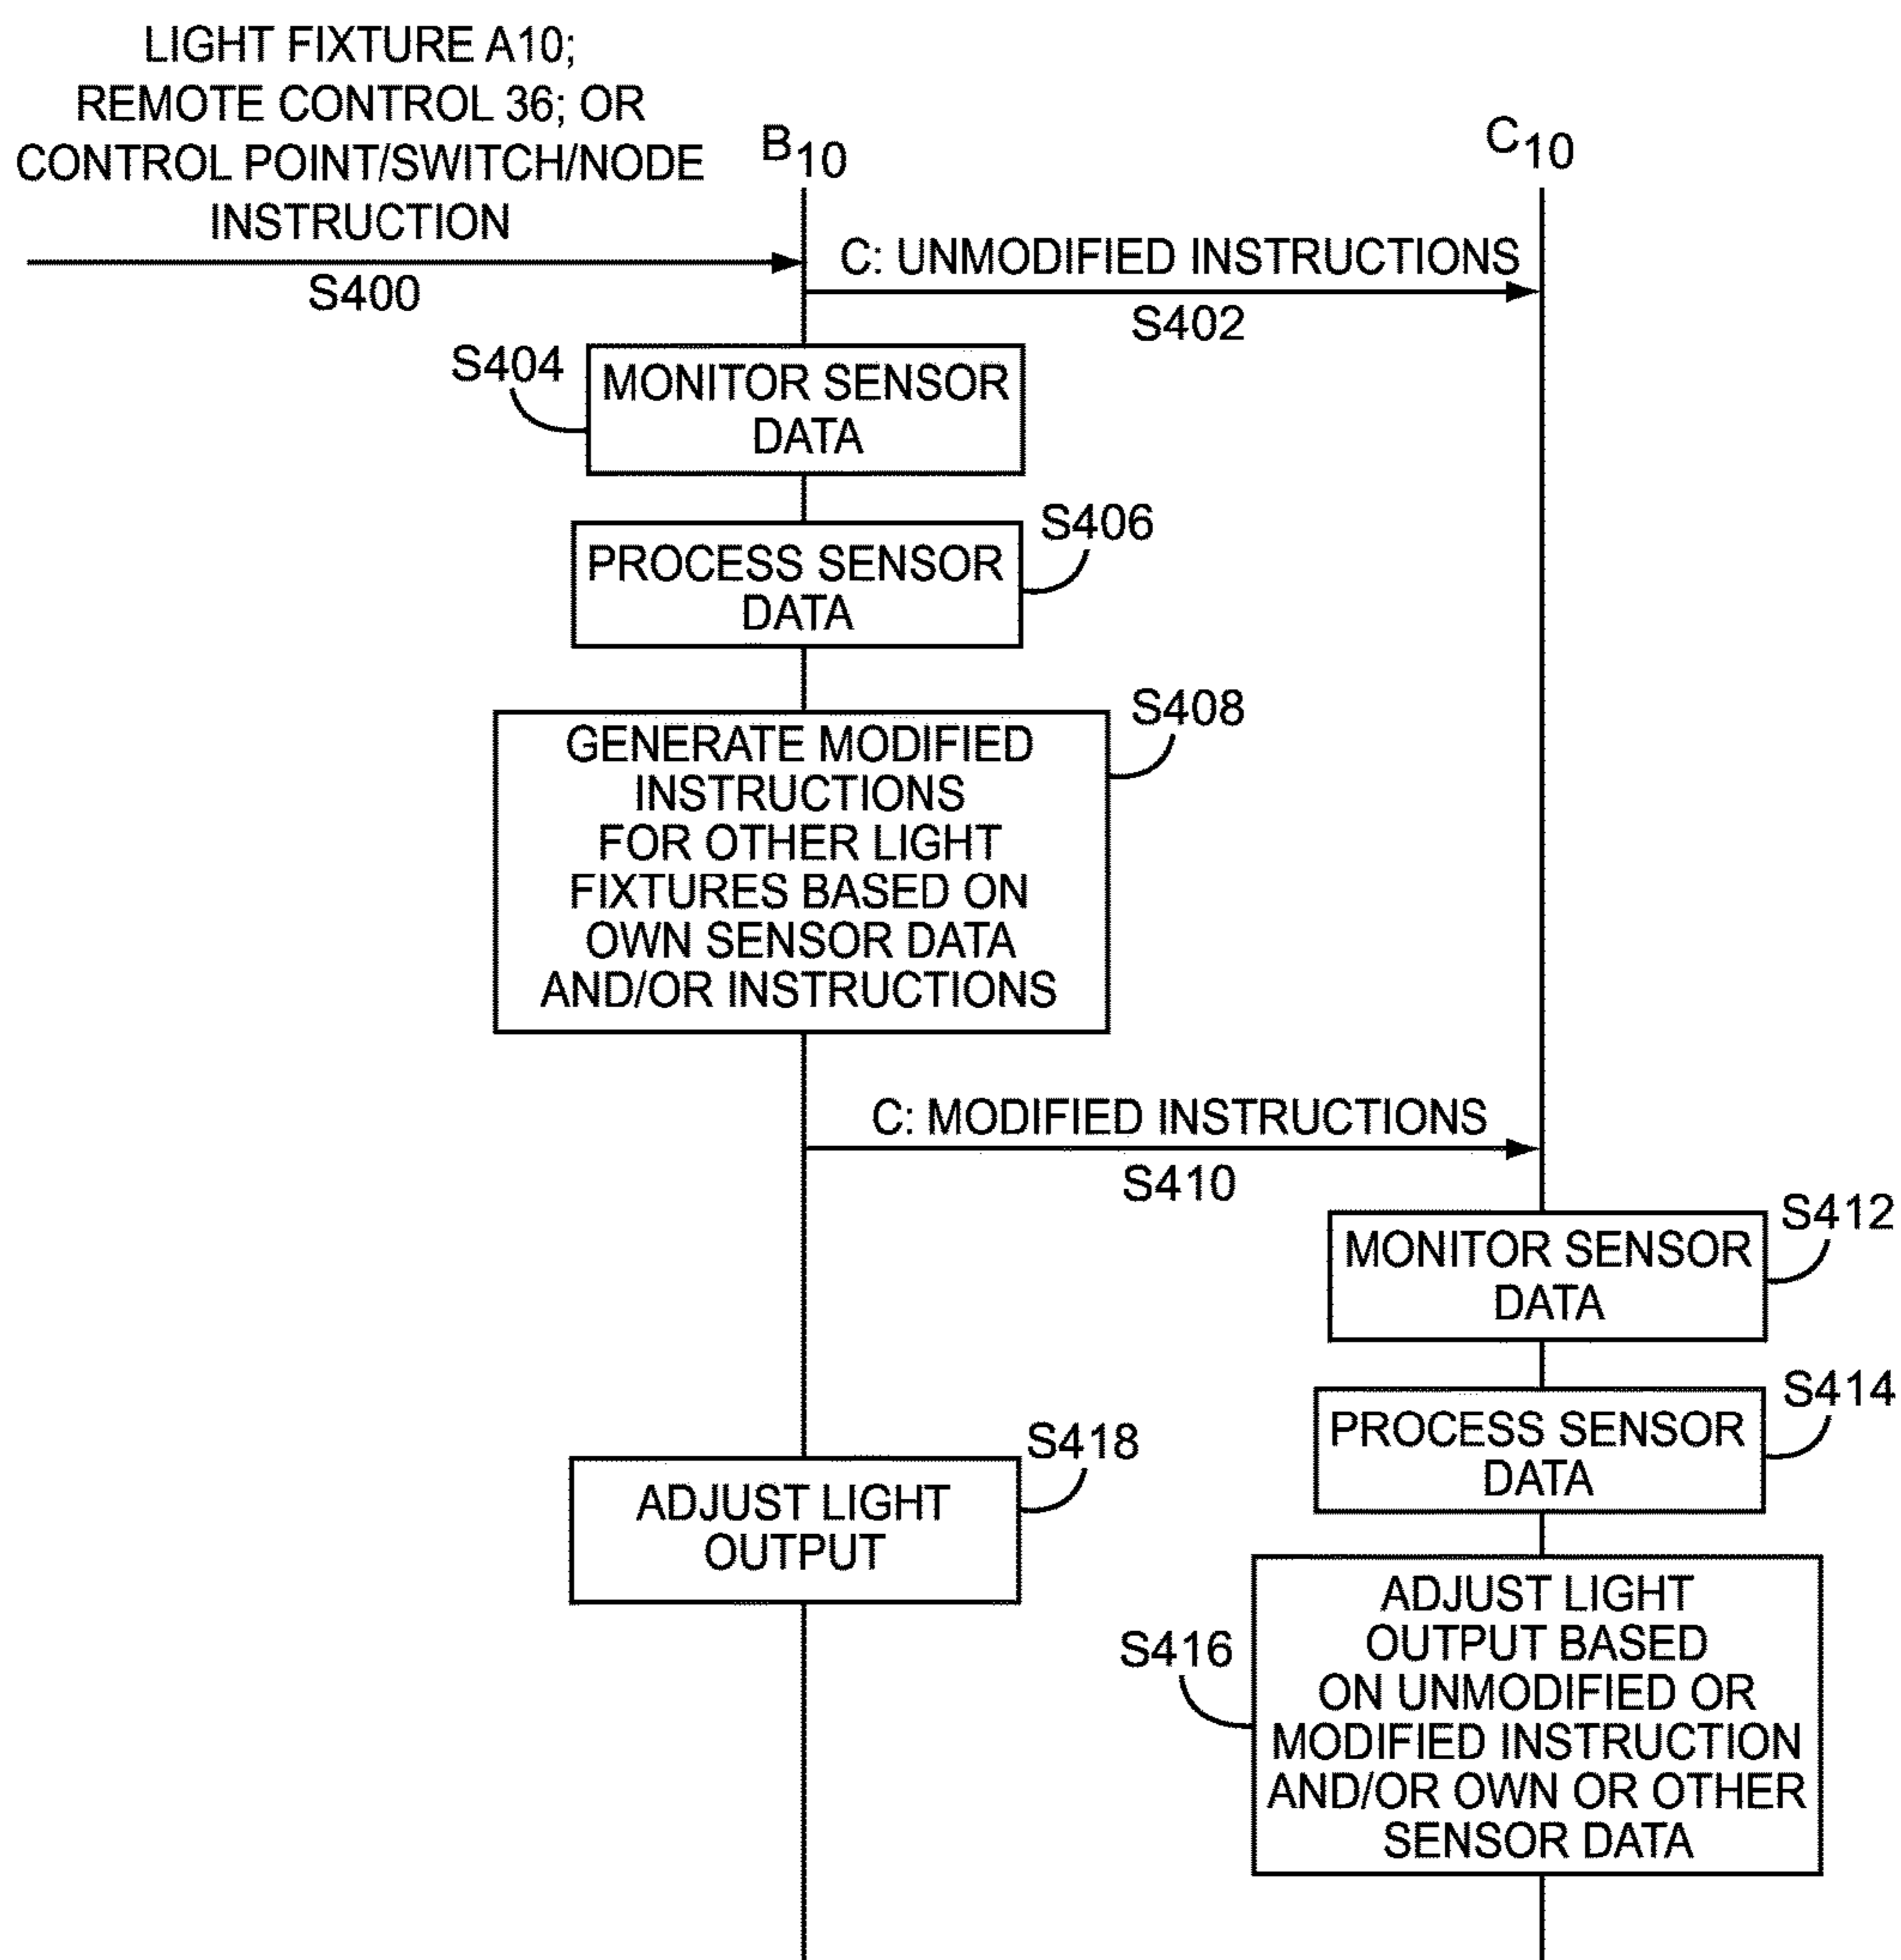 LIGHT FIXTURE A10;
REMOTE CONTROL 36; OR
CONTROL POINT/SWITCH/NODE
INSTRUCTION
S400
B10
C10
C: UNMODIFIED INSTRUCTIONS
S402
S404
MONITOR SENSOR
DATA
S406
PROCESS SENSOR
DATA
S408
GENERATE MODIFIED
INSTRUCTIONS
FOR OTHER LIGHT
FIXTURES BASED ON
OWN SENSOR DATA
AND/OR INSTRUCTIONS
C: MODIFIED INSTRUCTIONS
S410
S412
MONITOR SENSOR
DATA
S414
PROCESS SENSOR
DATA
S418
ADJUST LIGHT
OUTPUT
S416
ADJUST LIGHT
OUTPUT BASED
ON UNMODIFIED OR
MODIFIED INSTRUCTION
AND/OR OWN OR OTHER
SENSOR DATA